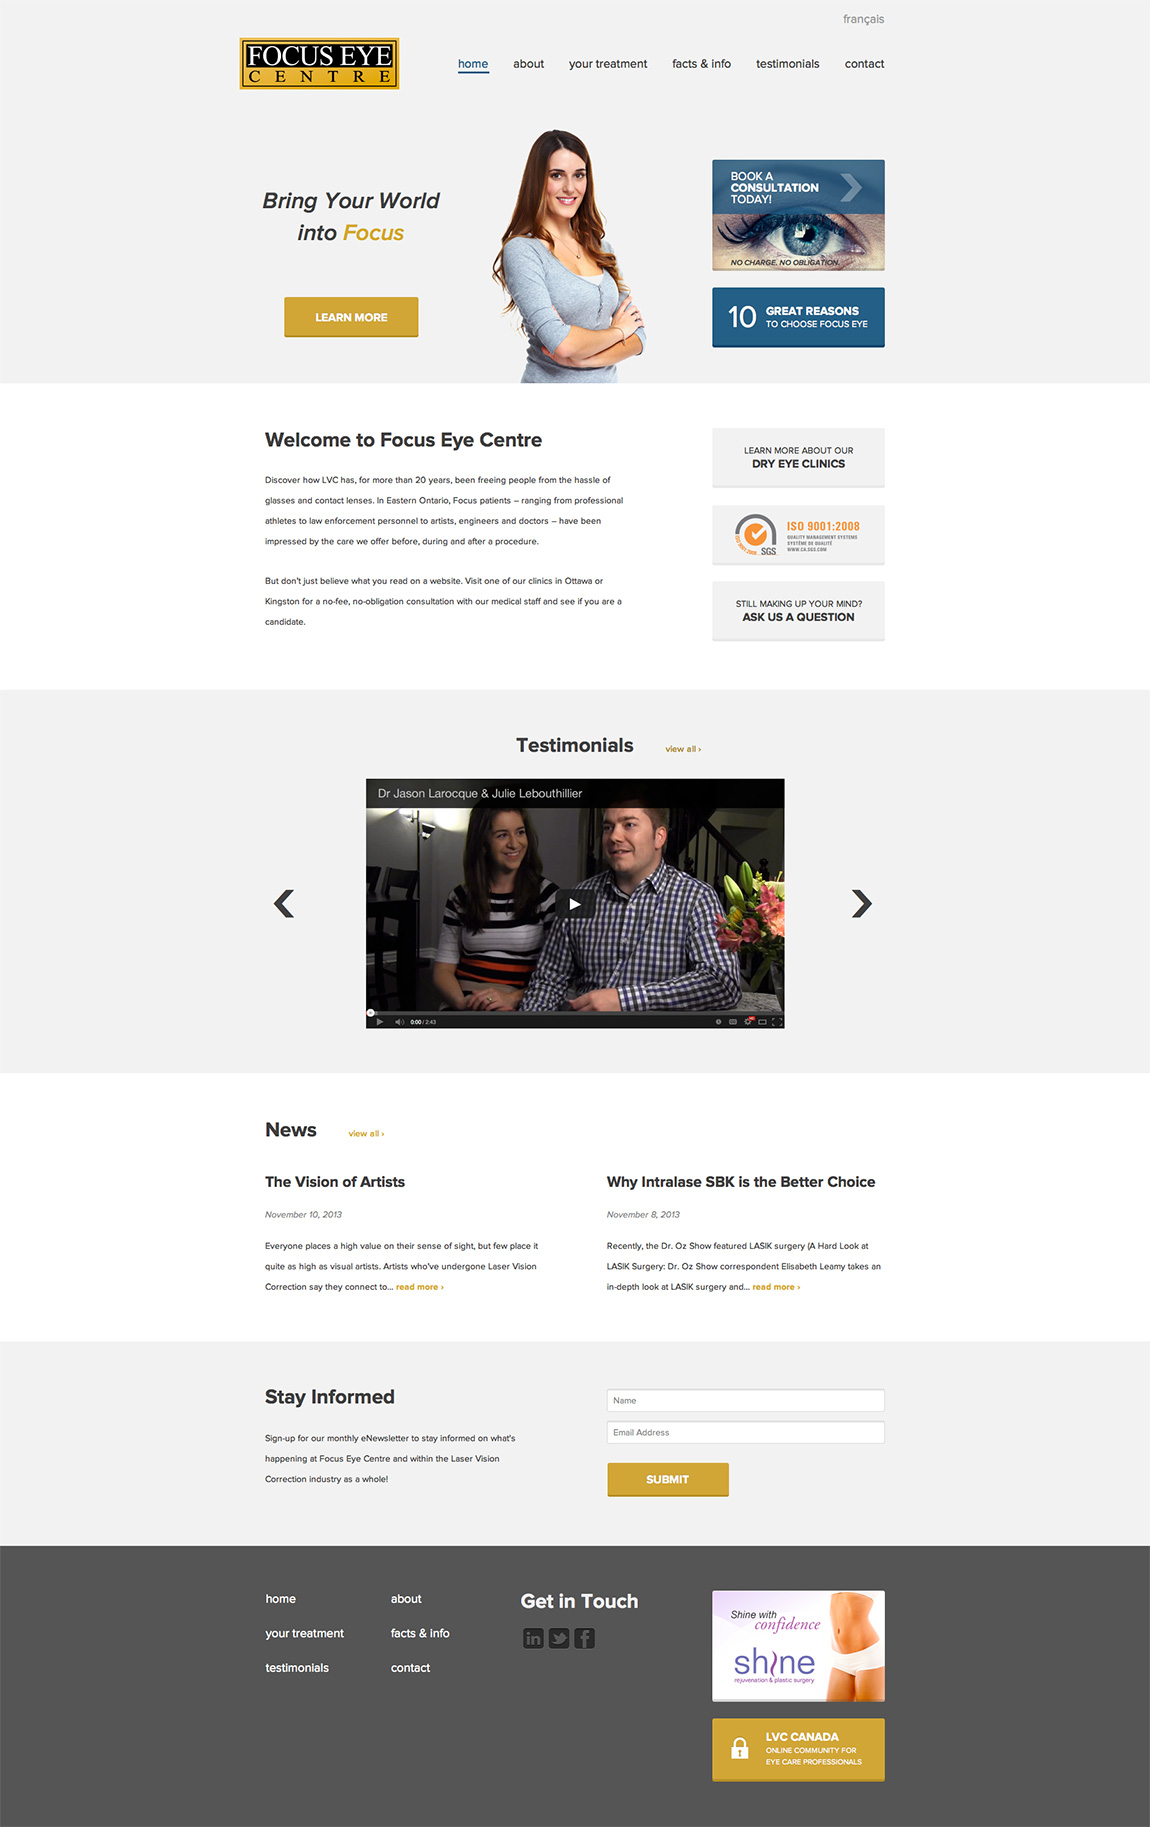 français
FOCUS EYE
CENTRE
home about your treatment facts & info testimonials contact
Bring Your World
into Focus
LEARN MORE
BOOK A
CONSULTATION
TODAY!
NO CHARGE. NO OBLIGATION.
10 GREAT REASONS
TO CHOOSE FOCUS EYE
Welcome to Focus Eye Centre
Discover how LVC has, for more than 20 years, been freeing people from the hassle of
glasses and contact lenses. In Eastern Ontario, Focus patients – ranging from professional
athletes to law enforcement personnel to artists, engineers and doctors – have been
impressed by the care we offer before, during and after a procedure.
But don't just believe what you read on a website. Visit one of our clinics in Ottawa or
Kingston for a no-fee, no-obligation consultation with our medical staff and see if you are a
candidate.
LEARN MORE ABOUT OUR
DRY EYE CLINICS
ISO 9001:2008
QUALITY MANAGEMENT SYSTEMS
SYSTÈME DE QUALITÉ
WWW.CA.SGS.COM
ISO 9001:2008
SGS
STILL MAKING UP YOUR MIND?
ASK US A QUESTION
Testimonials view all ›
Dr Jason Larocque & Julie Lebouthillier
0:00 / 2:43
News view all ›
The Vision of Artists
November 10, 2013
Everyone places a high value on their sense of sight, but few place it
quite as high as visual artists. Artists who've undergone Laser Vision
Correction say they connect to... read more ›
Why Intralase SBK is the Better Choice
November 8, 2013
Recently, the Dr. Oz Show featured LASIK surgery (A Hard Look at
LASIK Surgery: Dr. Oz Show correspondent Elisabeth Leamy takes an
in-depth look at LASIK surgery and... read more ›
Stay Informed
Sign-up for our monthly eNewsletter to stay informed on what's
happening at Focus Eye Centre and within the Laser Vision
Correction industry as a whole!
Name
Email Address
SUBMIT
home about
your treatment facts & info
testimonials contact
Get in Touch
in f
Shine with
confidence
shine
rejuvenation & plastic surgery
LVC CANADA
ONLINE COMMUNITY FOR
EYE CARE PROFESSIONALS